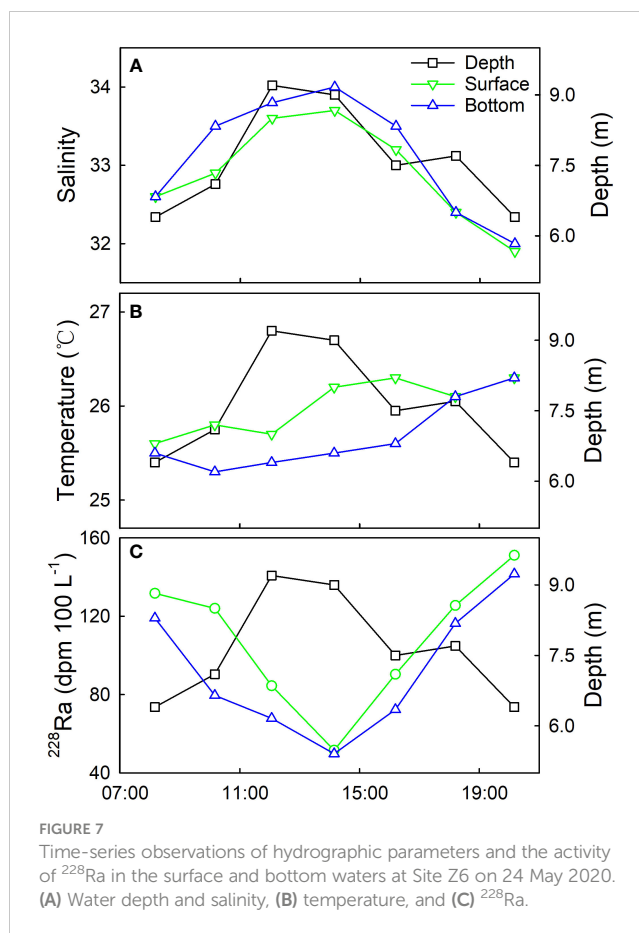 A
Depth
Surface
Bottom
34
33
32
Salinity
9.0
7.5
6.0
Depth (m)
B
27
26
25
Temperature (℃)
9.0
7.5
6.0
Depth (m)
C
160
120
80
40
²²⁸Ra (dpm 100 L⁻¹)
9.0
7.5
6.0
Depth (m)
07:00 11:00 15:00 19:00
FIGURE 7
Time-series observations of hydrographic parameters and the activity
of ²²⁸Ra in the surface and bottom waters at Site Z6 on 24 May 2020.
(A) Water depth and salinity, (B) temperature, and (C) ²²⁸Ra.